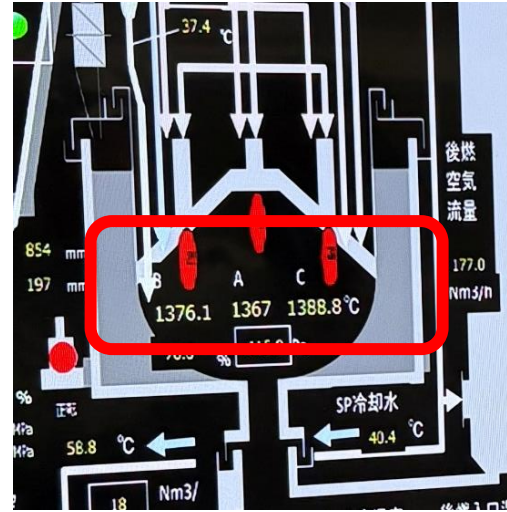 37.4 ℃
後燃
空気
流量
177.0
Nm3/h
854 mm
197 mm
B A C
1376.1 1367 1388.8℃
%
%
SP冷却水
58.8 ℃
40.4 ℃
18
Nm3/